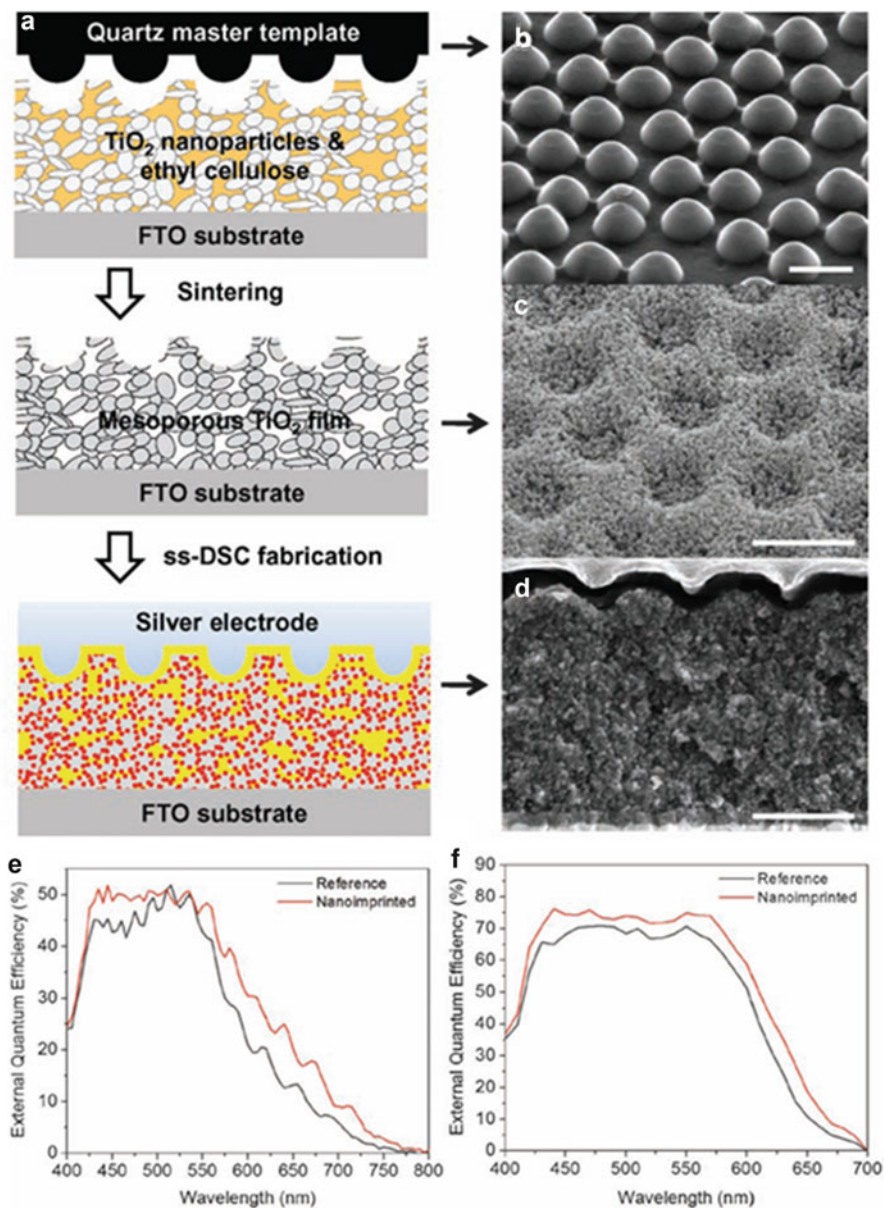 a
Quartz master template
TiO₂ nanoparticles &
ethyl cellulose
FTO substrate
Sintering
Mesoporous TiO₂ film
FTO substrate
ss-DSC fabrication
Silver electrode
FTO substrate
b
c
d
e
External Quantum Efficiency (%)
50
40
30
20
10
0
Reference
Nanoimprinted
400 450 500 550 600 650 700 750 800
Wavelength (nm)
f
External Quantum Efficiency (%)
90
80
70
60
50
40
30
20
10
0
Reference
Nanoimprinted
400 450 500 550 600 650 700
Wavelength (nm)